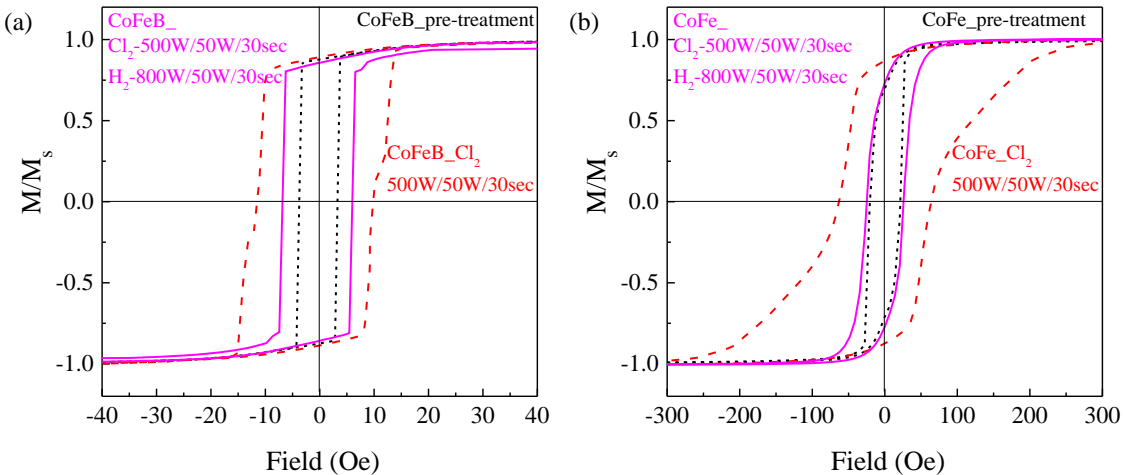 (a)
CoFeB_
Cl₂-500W/50W/30sec
H₂-800W/50W/30sec
CoFeB_pre-treatment
CoFeB_Cl₂
500W/50W/30sec
1.0
0.5
0.0
-0.5
-1.0
M/Mₛ
-40 -30 -20 -10 0 10 20 30 40
Field (Oe)
(b)
CoFe_
Cl₂-500W/50W/30sec
H₂-800W/50W/30sec
CoFe_pre-treatment
CoFe_Cl₂
500W/50W/30sec
1.0
0.5
0.0
-0.5
-1.0
M/Mₛ
-300 -200 -100 0 100 200 300
Field (Oe)